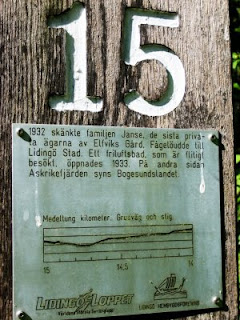 15
1932 skänkte familjen Janse, de sista priva-
ta ägarna av Elfviks Gård, Fågelöudde till
Lidingö Stad. Ett friluftsbad, som är flitigt
besökt, öppnades 1933. På andra sidan
Askrikefjärden syns Bogesundslandet.
Medeltung kilometer. Grusväg och stig.
15 14,5 14
LIDINGÖLOPPET
LIDINGÖ HEMBYGDSFÖRENING